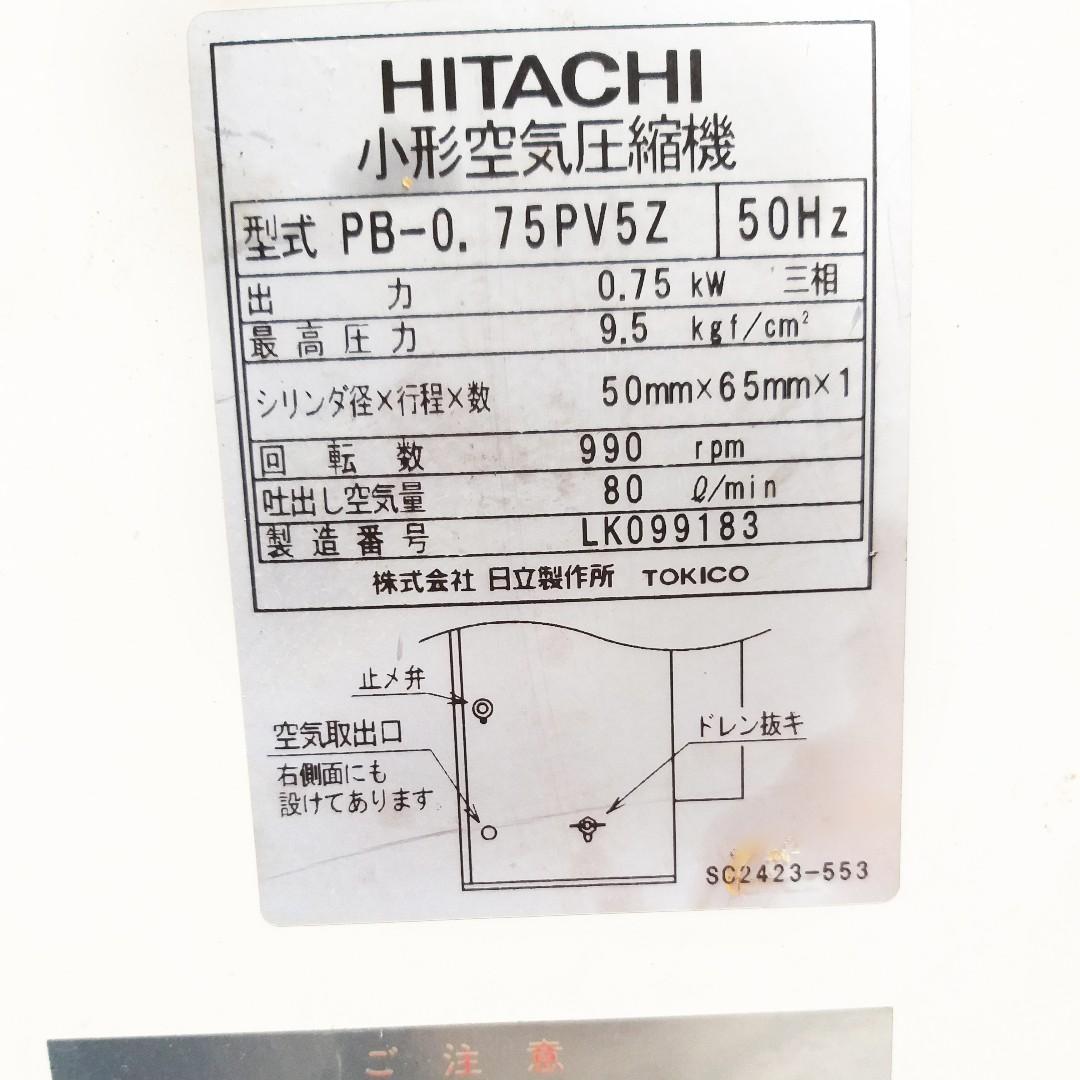 HITACHI
小形空気圧縮機
型式 PB-0.75PV5Z 50Hz
出力 0.75 kW 三相
最高圧力 9.5 kgf/cm²
シリンダ径×行程×数 50mm×65mm×1
回転数 990 rpm
吐出し空気量 80 ℓ/min
製造番号 LK099183
株式会社 日立製作所 TOKICO
止メ弁
空気取出口
右側面にも
設けてあります
ドレン抜キ
SC2423-553
ご注意